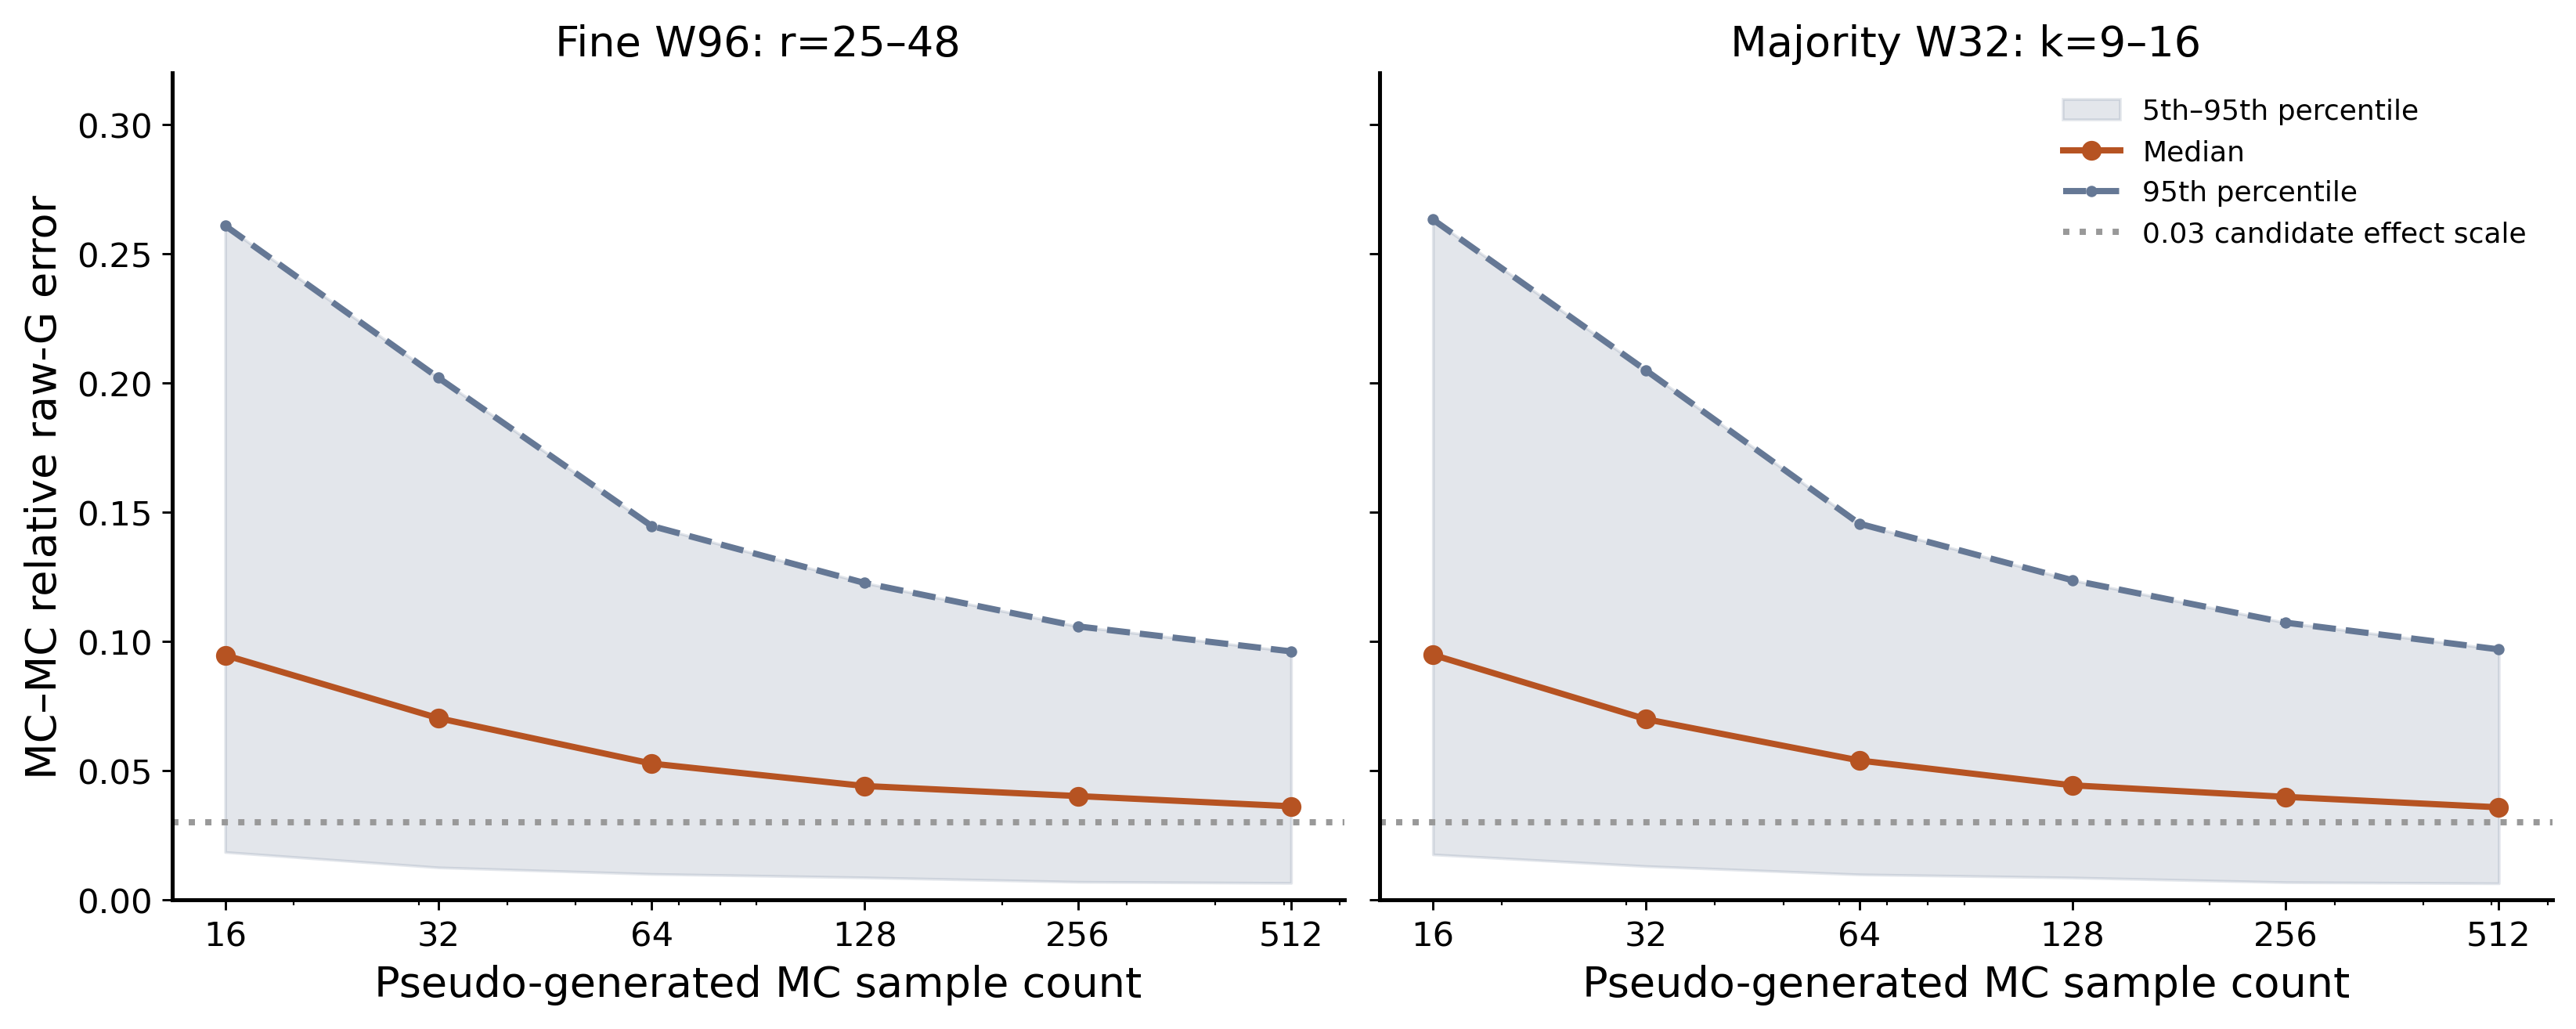 Fine W96: r=25–48
MC–MC relative raw-G error
0.30
0.25
0.20
0.15
0.10
0.05
0.00
16 32 64 128 256 512
Pseudo-generated MC sample count
Majority W32: k=9–16
5th–95th percentile
Median
95th percentile
0.03 candidate effect scale
16 32 64 128 256 512
Pseudo-generated MC sample count